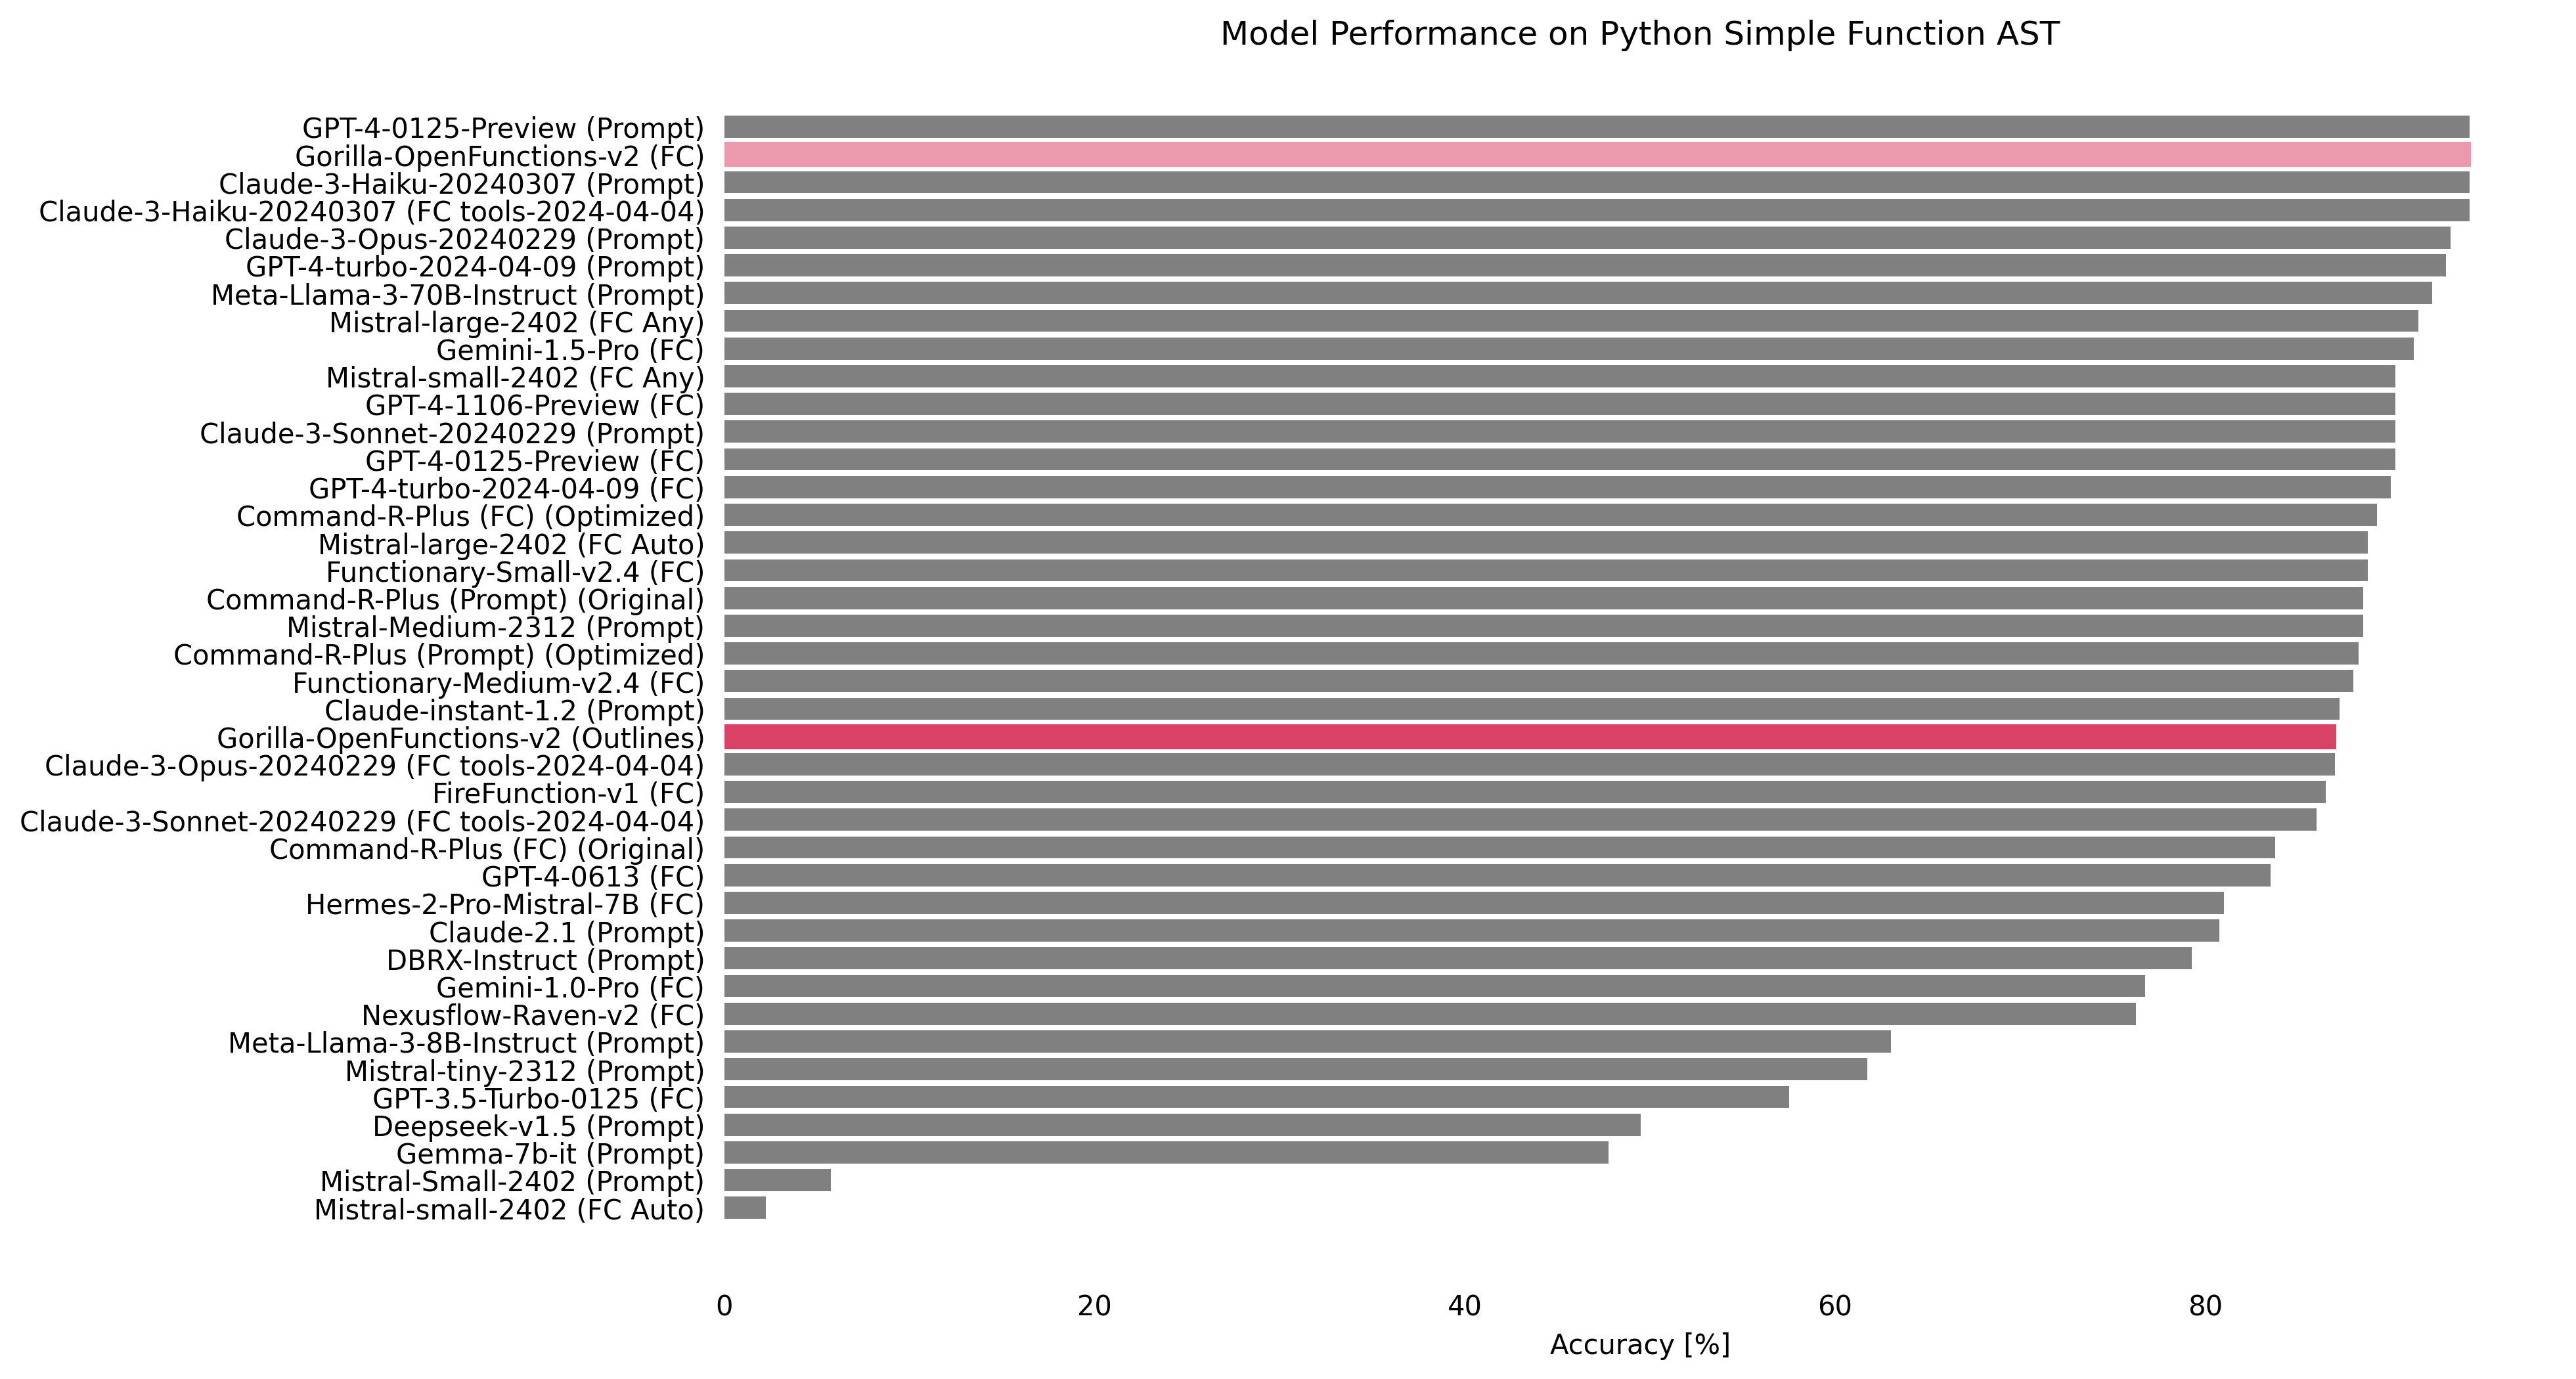 Model Performance on Python Simple Function AST
GPT-4-0125-Preview (Prompt)
Gorilla-OpenFunctions-v2 (FC)
Claude-3-Haiku-20240307 (Prompt)
Claude-3-Haiku-20240307 (FC tools-2024-04-04)
Claude-3-Opus-20240229 (Prompt)
GPT-4-turbo-2024-04-09 (Prompt)
Meta-Llama-3-70B-Instruct (Prompt)
Mistral-large-2402 (FC Any)
Gemini-1.5-Pro (FC)
Mistral-small-2402 (FC Any)
GPT-4-1106-Preview (FC)
Claude-3-Sonnet-20240229 (Prompt)
GPT-4-0125-Preview (FC)
GPT-4-turbo-2024-04-09 (FC)
Command-R-Plus (FC) (Optimized)
Mistral-large-2402 (FC Auto)
Functionary-Small-v2.4 (FC)
Command-R-Plus (Prompt) (Original)
Mistral-Medium-2312 (Prompt)
Command-R-Plus (Prompt) (Optimized)
Functionary-Medium-v2.4 (FC)
Claude-instant-1.2 (Prompt)
Gorilla-OpenFunctions-v2 (Outlines)
Claude-3-Opus-20240229 (FC tools-2024-04-04)
FireFunction-v1 (FC)
Claude-3-Sonnet-20240229 (FC tools-2024-04-04)
Command-R-Plus (FC) (Original)
GPT-4-0613 (FC)
Hermes-2-Pro-Mistral-7B (FC)
Claude-2.1 (Prompt)
DBRX-Instruct (Prompt)
Gemini-1.0-Pro (FC)
Nexusflow-Raven-v2 (FC)
Meta-Llama-3-8B-Instruct (Prompt)
Mistral-tiny-2312 (Prompt)
GPT-3.5-Turbo-0125 (FC)
Deepseek-v1.5 (Prompt)
Gemma-7b-it (Prompt)
Mistral-Small-2402 (Prompt)
Mistral-small-2402 (FC Auto)
0 20 40 60 80
Accuracy [%]